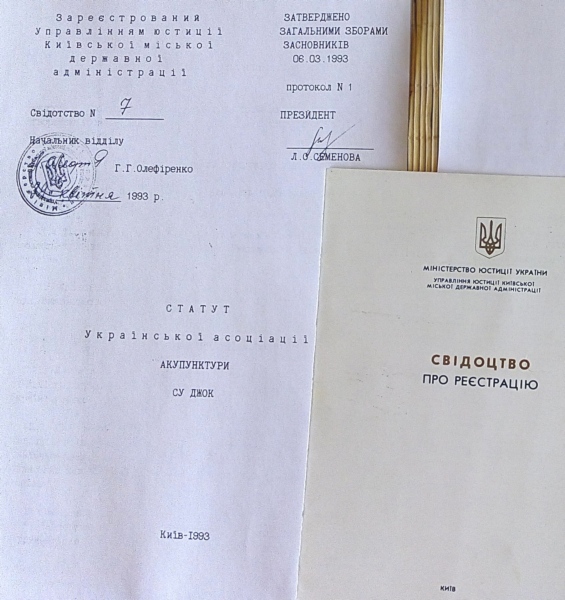 Зареєстрований
Управлінням юстиції
Київської міської
державної
адміністрації
Свідотство N 7
Начальник відділу
Г.Г.Олефіренко
квітня 1993 р.
ЗАТВЕРДЖЕНО
ЗАГАЛЬНИМИ ЗБОРАМИ
ЗАСНОВНИКІВ
06.03.1993
протокол N 1
ПРЕЗИДЕНТ
Л.О.СЕМЕНОВА
СТАТУТ
Української асоціації
АКУПУНКТУРИ
СУ ДЖОК
Київ-I993
МІНІСТЕРСТВО ЮСТИЦІЇ УКРАЇНИ
УПРАВЛІННЯ ЮСТИЦІЇ КИЇВСЬКОЇ
МІСЬКОЇ ДЕРЖАВНОЇ АДМІНІСТРАЦІЇ
СВІДОЦТВО
ПРО РЕЄСТРАЦІЮ
КИЇВ